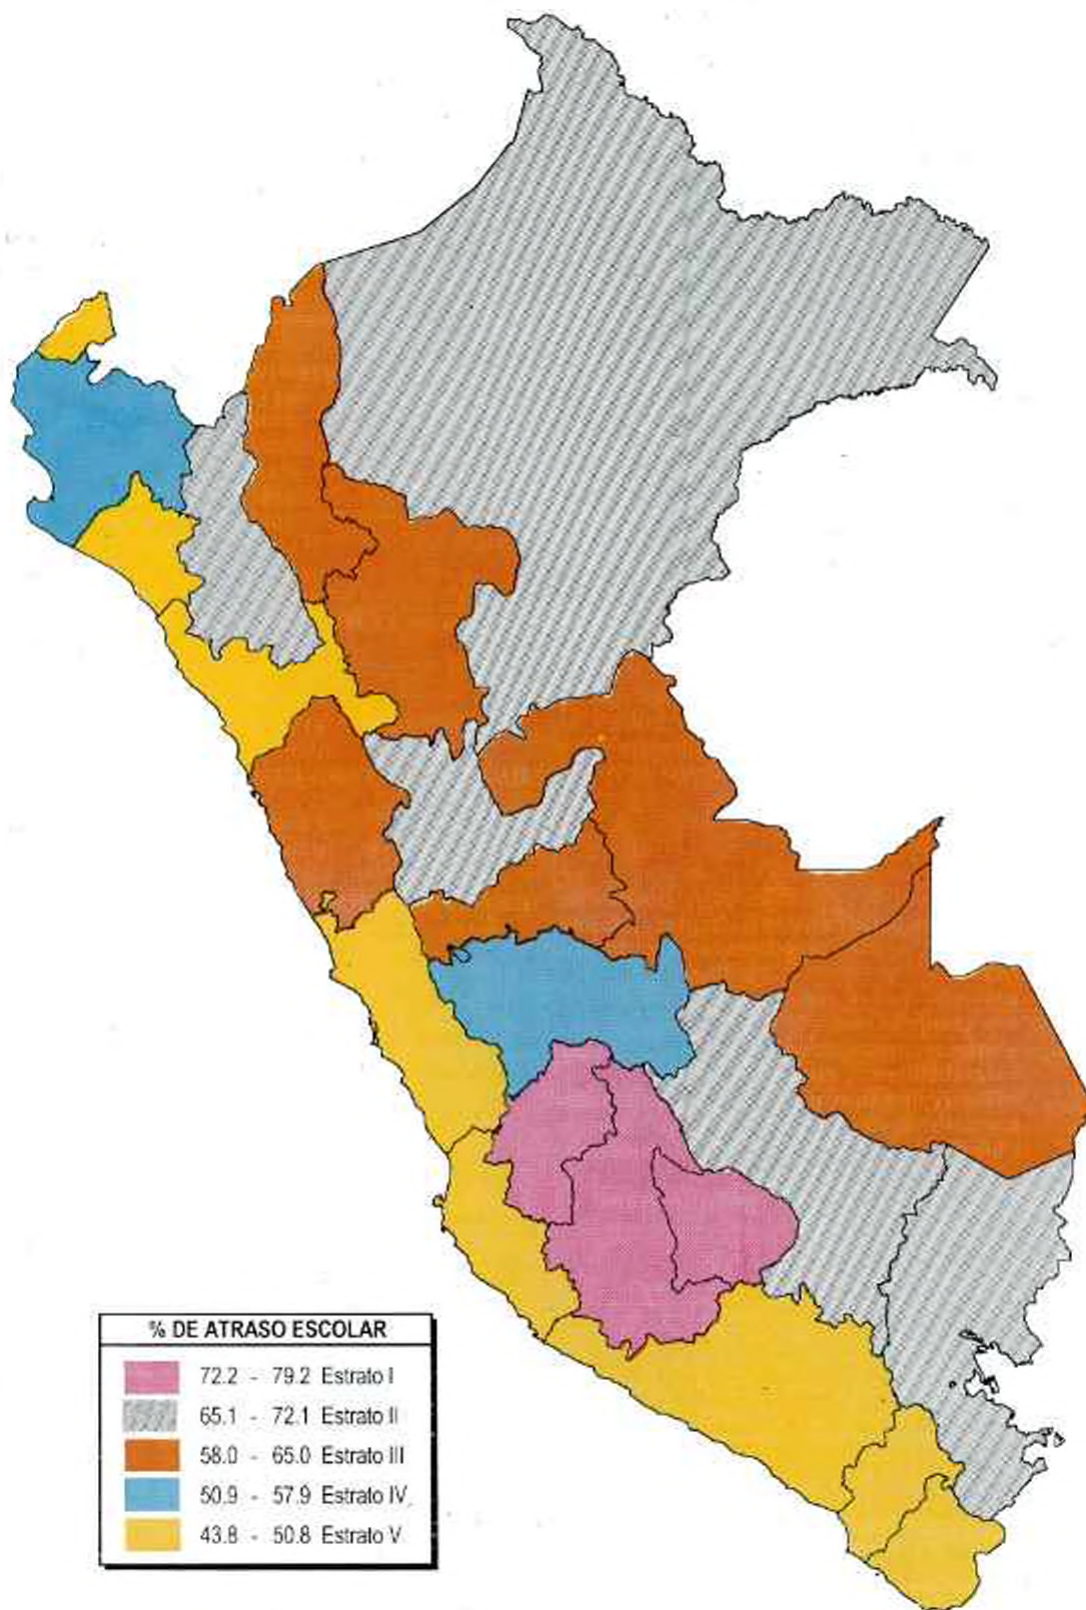 % DE ATRASO ESCOLAR
72.2 - 79.2 Estrato I
65.1 - 72.1 Estrato II
58.0 - 65.0 Estrato III
50.9 - 57.9 Estrato IV
43.8 - 50.8 Estrato V